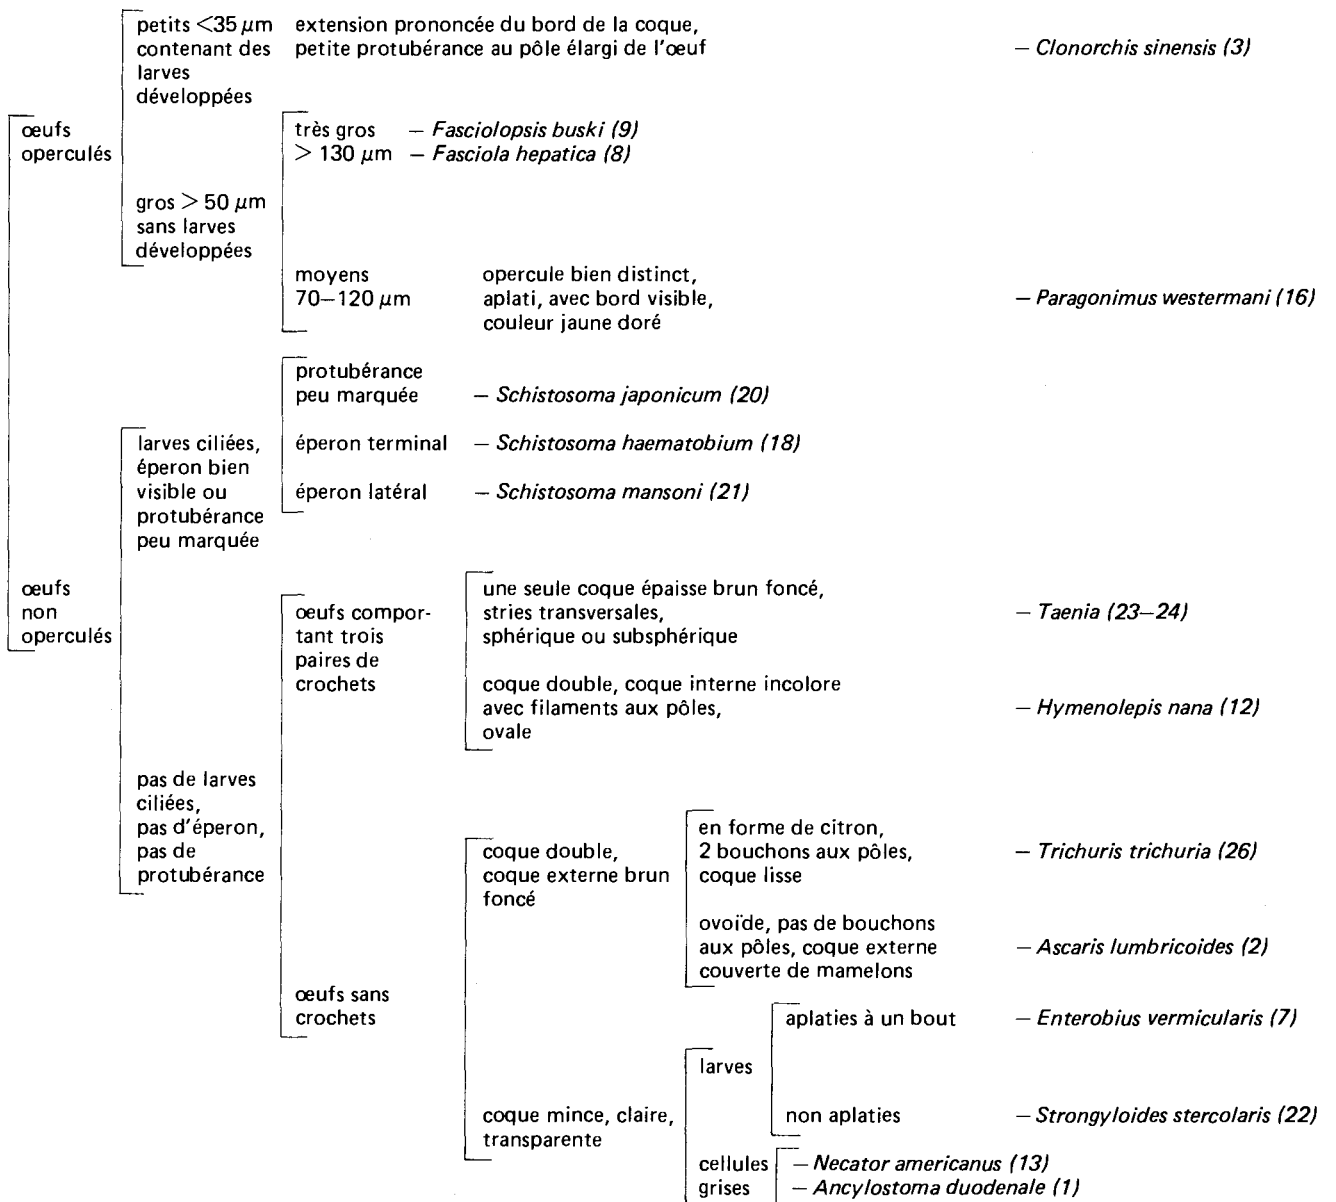 petits <35 µm
contenant des
larves
développées
extension prononcée du bord de la coque,
petite protubérance au pôle élargi de l'œuf
– Clonorchis sinensis (3)
œufs
operculés
très gros
> 130 µm
– Fasciolopsis buski (9)
– Fasciola hepatica (8)
gros > 50 µm
sans larves
développées
moyens
70–120 µm
opercule bien distinct,
aplati, avec bord visible,
couleur jaune doré
– Paragonimus westermani (16)
protubérance
peu marquée
– Schistosoma japonicum (20)
larves ciliées,
éperon bien
visible ou
protubérance
peu marquée
éperon terminal
– Schistosoma haematobium (18)
éperon latéral
– Schistosoma mansoni (21)
œufs
non
operculés
œufs compor-
tant trois
paires de
crochets
une seule coque épaisse brun foncé,
stries transversales,
sphérique ou subsphérique
– Taenia (23–24)
coque double, coque interne incolore
avec filaments aux pôles,
ovale
– Hymenolepis nana (12)
pas de larves
ciliées,
pas d'éperon,
pas de
protubérance
coque double,
coque externe brun
foncé
en forme de citron,
2 bouchons aux pôles,
coque lisse
– Trichuris trichuria (26)
ovoïde, pas de bouchons
aux pôles, coque externe
couverte de mamelons
– Ascaris lumbricoides (2)
œufs sans
crochets
aplaties à un bout
– Enterobius vermicularis (7)
larves
coque mince, claire,
transparente
non aplaties
– Strongyloides stercolaris (22)
cellules
grises
– Necator americanus (13)
– Ancylostoma duodenale (1)